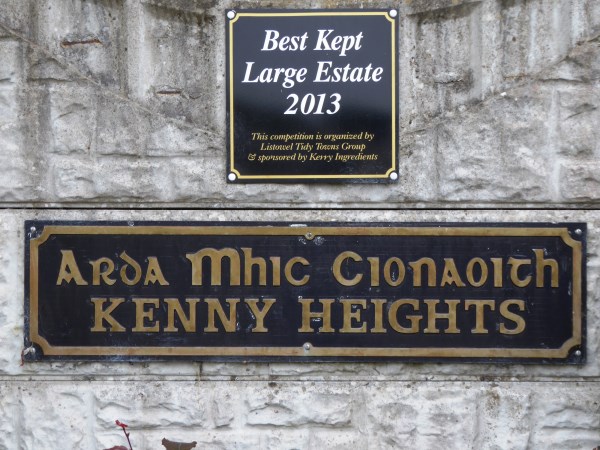 Best Kept
Large Estate
2013
This competition is organized by
Listowel Tidy Towns Group
& sponsored by Kerry Ingredients
Arda Mhic Cionaoith
KENNY HEIGHTS